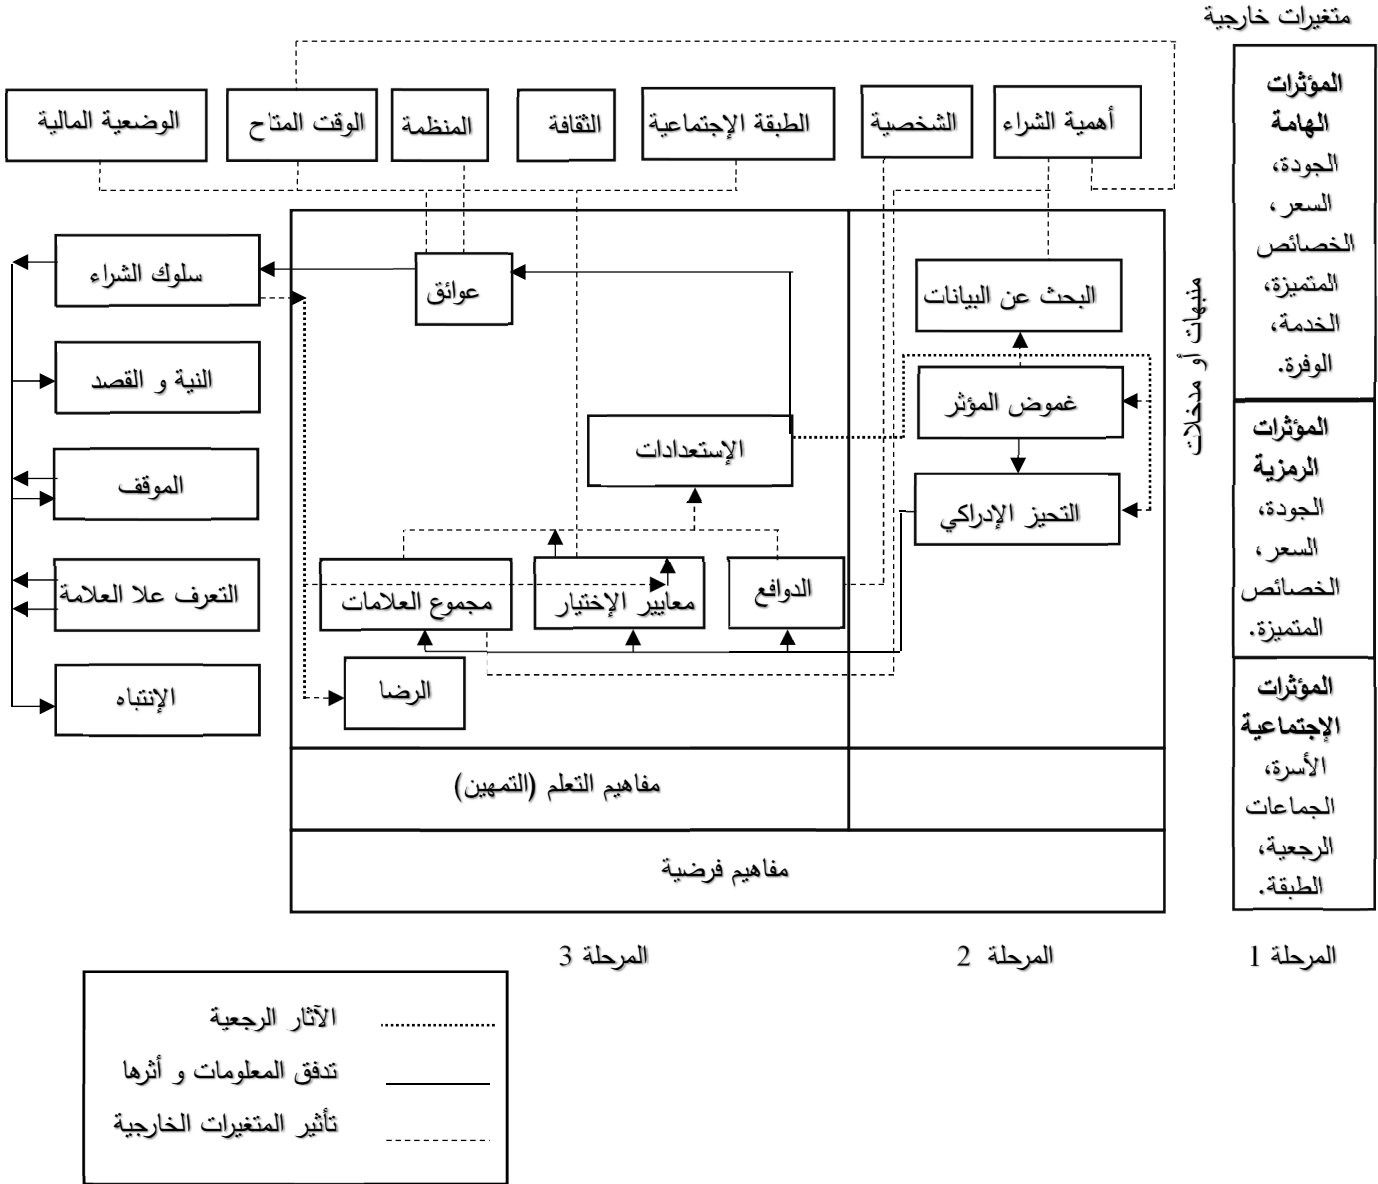 متغيرات خارجية
المؤثرات
الهامة
الجودة،
السعر،
الخصائص
المتميزة،
الخدمة،
الوفرة.
المؤثرات
الرمزية
الجودة،
السعر،
الخصائص
المتميزة.
المؤثرات
الإجتماعية
الأسرة،
الجماعات
الرجعية،
الطبقة.
منبهات أو مدخلات
أهمية الشراء
الشخصية
الطبقة الإجتماعية
الثقافة
المنظمة
الوقت المتاح
الوضعية المالية
البحث عن البيانات
غموض المؤثر
التحيز الإدراكي
عوائق
الإستعدادات
الدوافع
معايير الإختيار
مجموع العلامات
الرضا
سلوك الشراء
النية و القصد
الموقف
التعرف علا العلامة
الإنتباه
مفاهيم التعلم (التمهين)
مفاهيم فرضية
المرحلة 1
المرحلة 2
المرحلة 3
الآثار الرجعية
تدفق المعلومات و أثرها
تأثير المتغيرات الخارجية